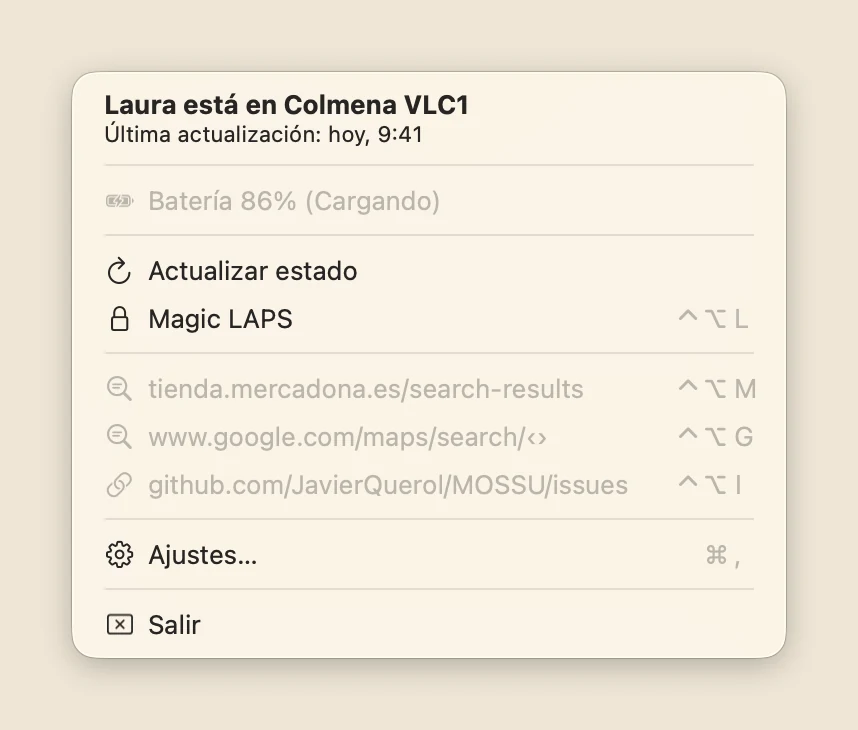 Laura está en Colmena VLC1
Última actualización: hoy, 9:41
Batería 86% (Cargando)
Actualizar estado
Magic LAPS ⌃⌥ L
tienda.mercadona.es/search-results ⌃⌥ M
www.google.com/maps/search/‹› ⌃⌥ G
github.com/JavierQuerol/MOSSU/issues ⌃⌥ I
Ajustes... ⌘ ,
Salir